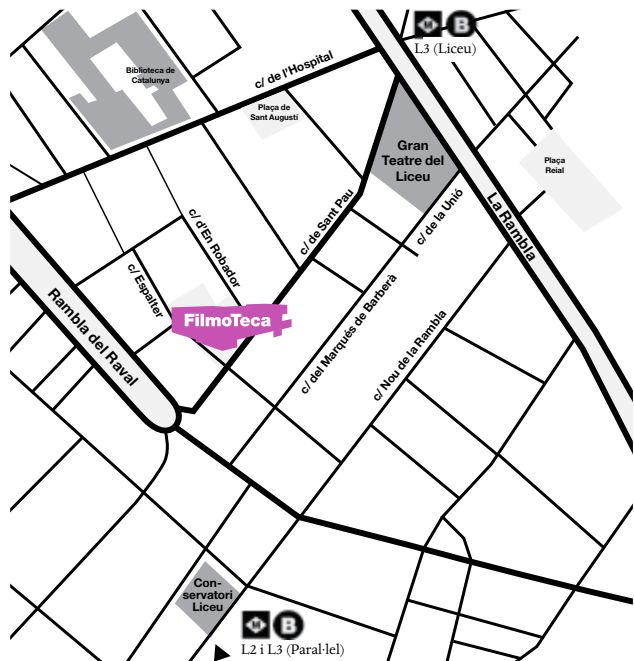 M B
L3 (Liceu)
c/ de l'Hospital
Biblioteca de
Catalunya
Plaça de
Sant Augustí
Gran
Teatre del
Liceu
Plaça
Reial
La Rambla
c/ de la Unió
c/ de Sant Pau
c/ d'En Robador
c/ Espalter
FilmoTeca
Rambla del Raval
c/ del Marqués de Barberà
c/ Nou de la Rambla
Con-
servatori
Liceu
M B
L2 i L3 (Paral·lel)